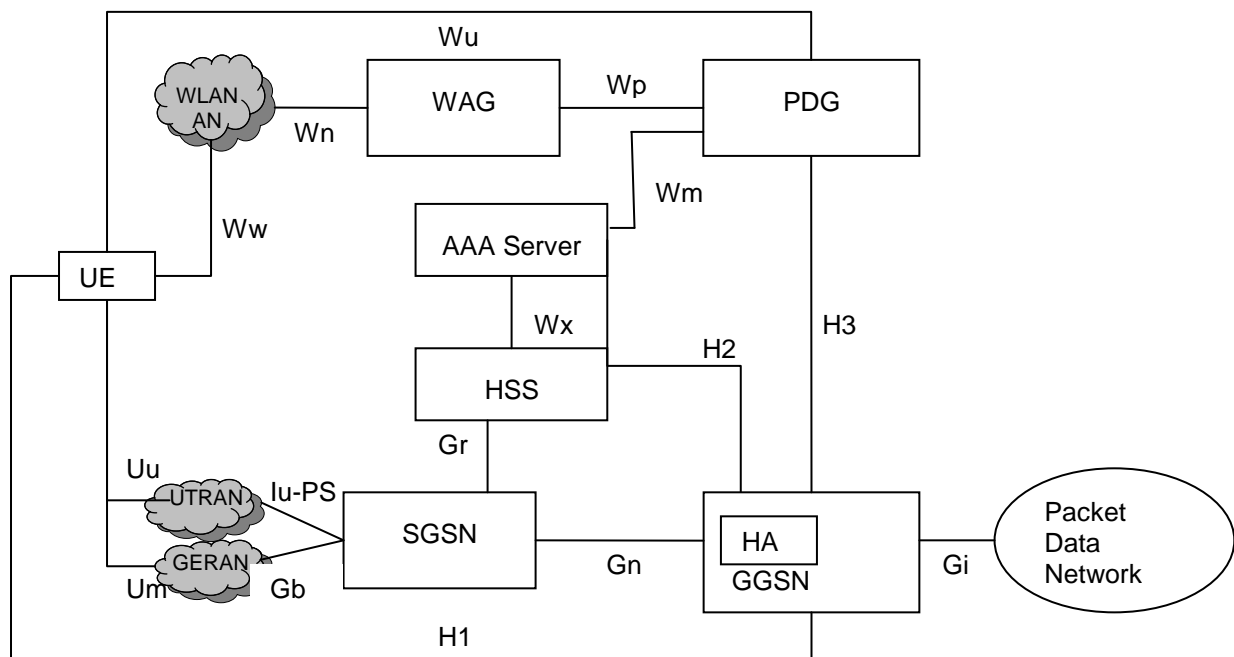 Wu
WLAN
AN
Wn
WAG
Wp
PDG
Wm
Ww
AAA Server
UE
Wx
H2
H3
HSS
Gr
Uu
UTRAN
Iu-PS
SGSN
HA
GGSN
Gn
Gi
Packet
Data
Network
GERAN
Um
Gb
H1